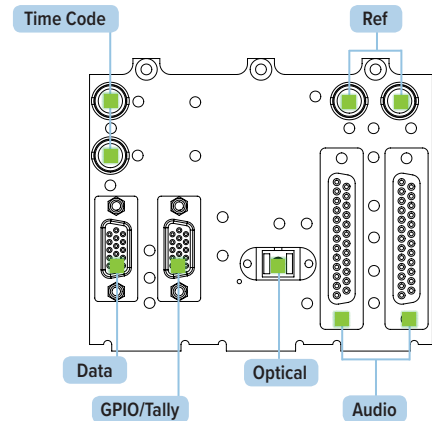 Time Code
Ref
Data
Optical
GPIO/Tally
Audio